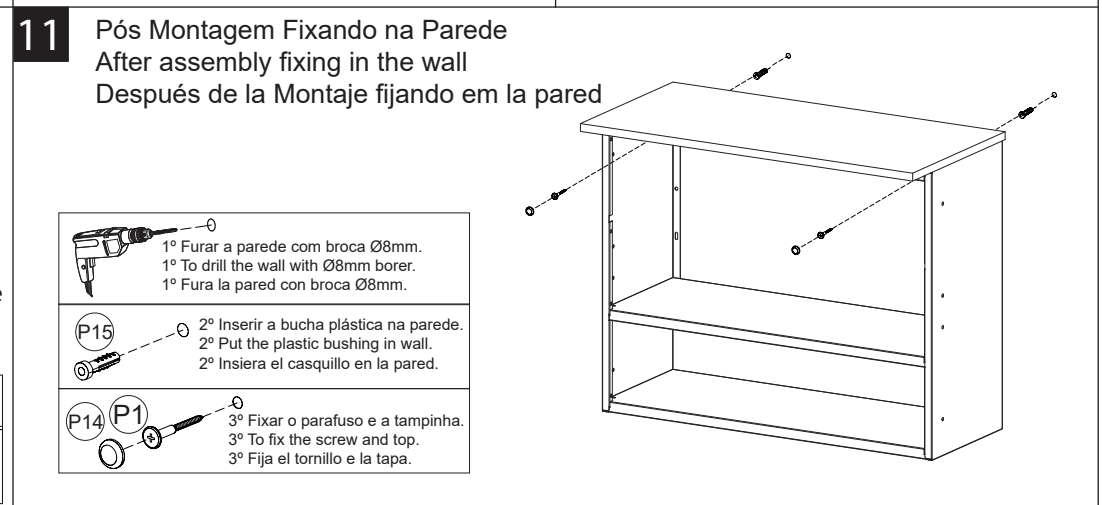 11
Pós Montagem Fixando na Parede
After assembly fixing in the wall
Después de la Montaje fijando em la pared
1º Furar a parede com broca Ø8mm.
1º To drill the wall with Ø8mm borer.
1º Fura la pared con broca Ø8mm.
P15
2º Inserir a bucha plástica na parede.
2º Put the plastic bushing in wall.
2º Insiera el casquillo en la pared.
P14 P1
3º Fixar o parafuso e a tampinha.
3º To fix the screw and top.
3º Fija el tornillo e la tapa.